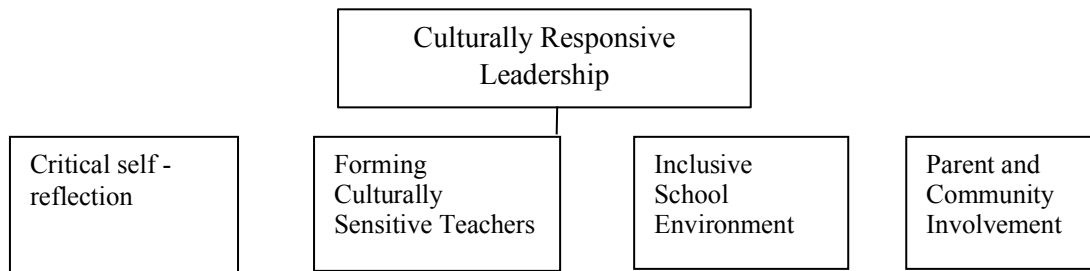 Culturally Responsive
Leadership
Critical self -
reflection
Forming
Culturally
Sensitive Teachers
Inclusive
School
Environment
Parent and
Community
Involvement